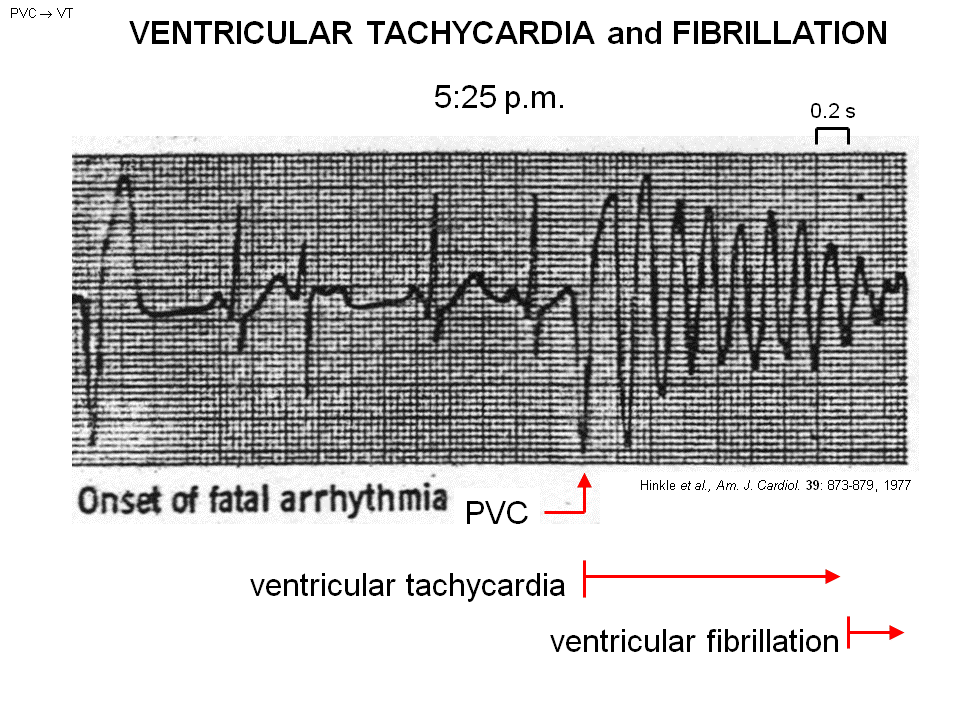 PVC → VT
VENTRICULAR TACHYCARDIA and FIBRILLATION
5:25 p.m.
0.2 s
Onset of fatal arrhythmia
Hinkle et al., Am. J. Cardiol. 39: 873-879, 1977
PVC
ventricular tachycardia
ventricular fibrillation